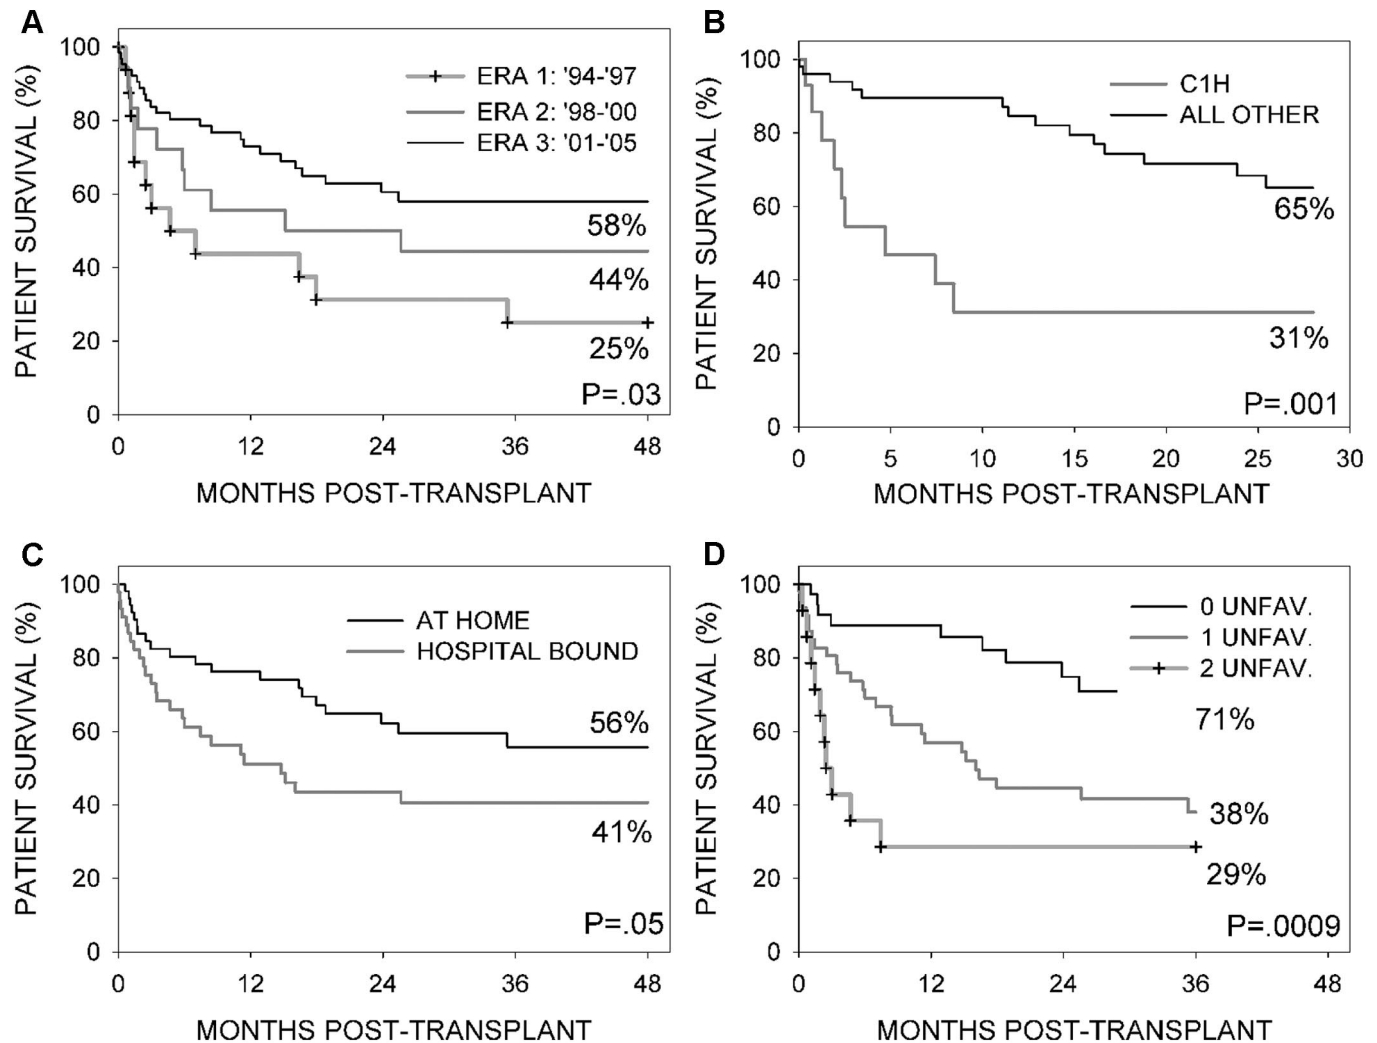 A
PATIENT SURVIVAL (%)
100
80
60
40
20
0
ERA 1: '94-'97
ERA 2: '98-'00
ERA 3: '01-'05
58%
44%
25%
P=.03
0 12 24 36 48
MONTHS POST-TRANSPLANT
B
PATIENT SURVIVAL (%)
100
80
60
40
20
0
C1H
ALL OTHER
65%
31%
P=.001
0 5 10 15 20 25 30
MONTHS POST-TRANSPLANT
C
PATIENT SURVIVAL (%)
100
80
60
40
20
0
AT HOME
HOSPITAL BOUND
56%
41%
P=.05
0 12 24 36 48
MONTHS POST-TRANSPLANT
D
PATIENT SURVIVAL (%)
100
80
60
40
20
0
0 UNFAV.
1 UNFAV.
2 UNFAV.
71%
38%
29%
P=.0009
0 12 24 36 48
MONTHS POST-TRANSPLANT